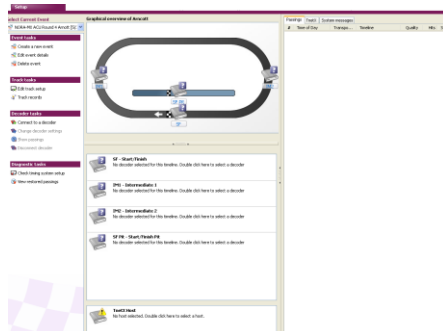 Setup
Select Current Event
Event tasks
Create a new event
Edit event details
Delete event
Track tasks
Edit track setup
Track records
Decoder tasks
Connect to a decoder
Change decoder settings
Show passings
Disconnect decoder
Diagnostic tasks
Check timing system setup
View restored passings
Graphical overview of
SF - Start/Finish
No decoder selected for this timeline. Double click here to select a decoder
IM1 - Intermediate 1
No decoder selected for this timeline. Double click here to select a decoder
IM2 - Intermediate 2
No decoder selected for this timeline. Double click here to select a decoder
SF Pit - Start/Finish Pit
No decoder selected for this timeline. Double click here to select a decoder
Host
No host selected. Double click here to select a host.
Passings
System messages
# Time of Day Timeline Quality Hits